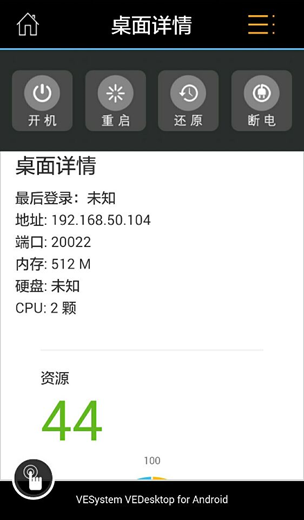 桌面详情
开机
重启
还原
断电
桌面详情
最后登录：未知
地址: 192.168.50.104
端口: 20022
内存: 512 M
硬盘: 未知
CPU: 2 颗
资源
44
100
VESystem VEDesktop for Android